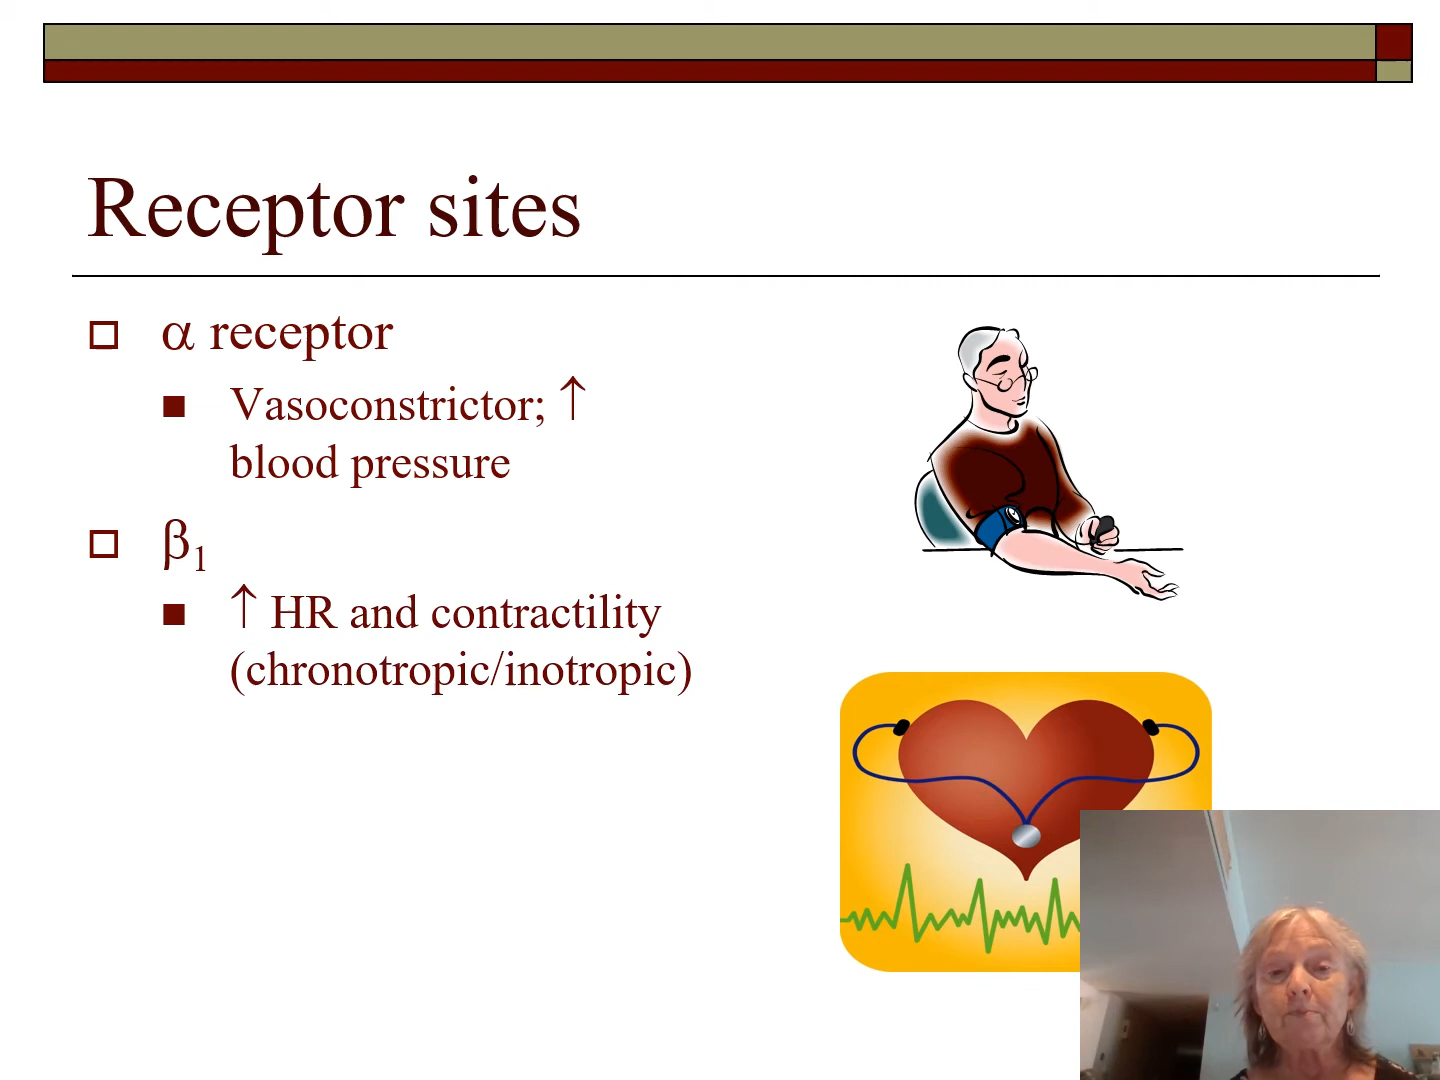 Receptor sites
α receptor
Vasoconstrictor; ↑
blood pressure
β1
↑ HR and contractility
(chronotropic/inotropic)